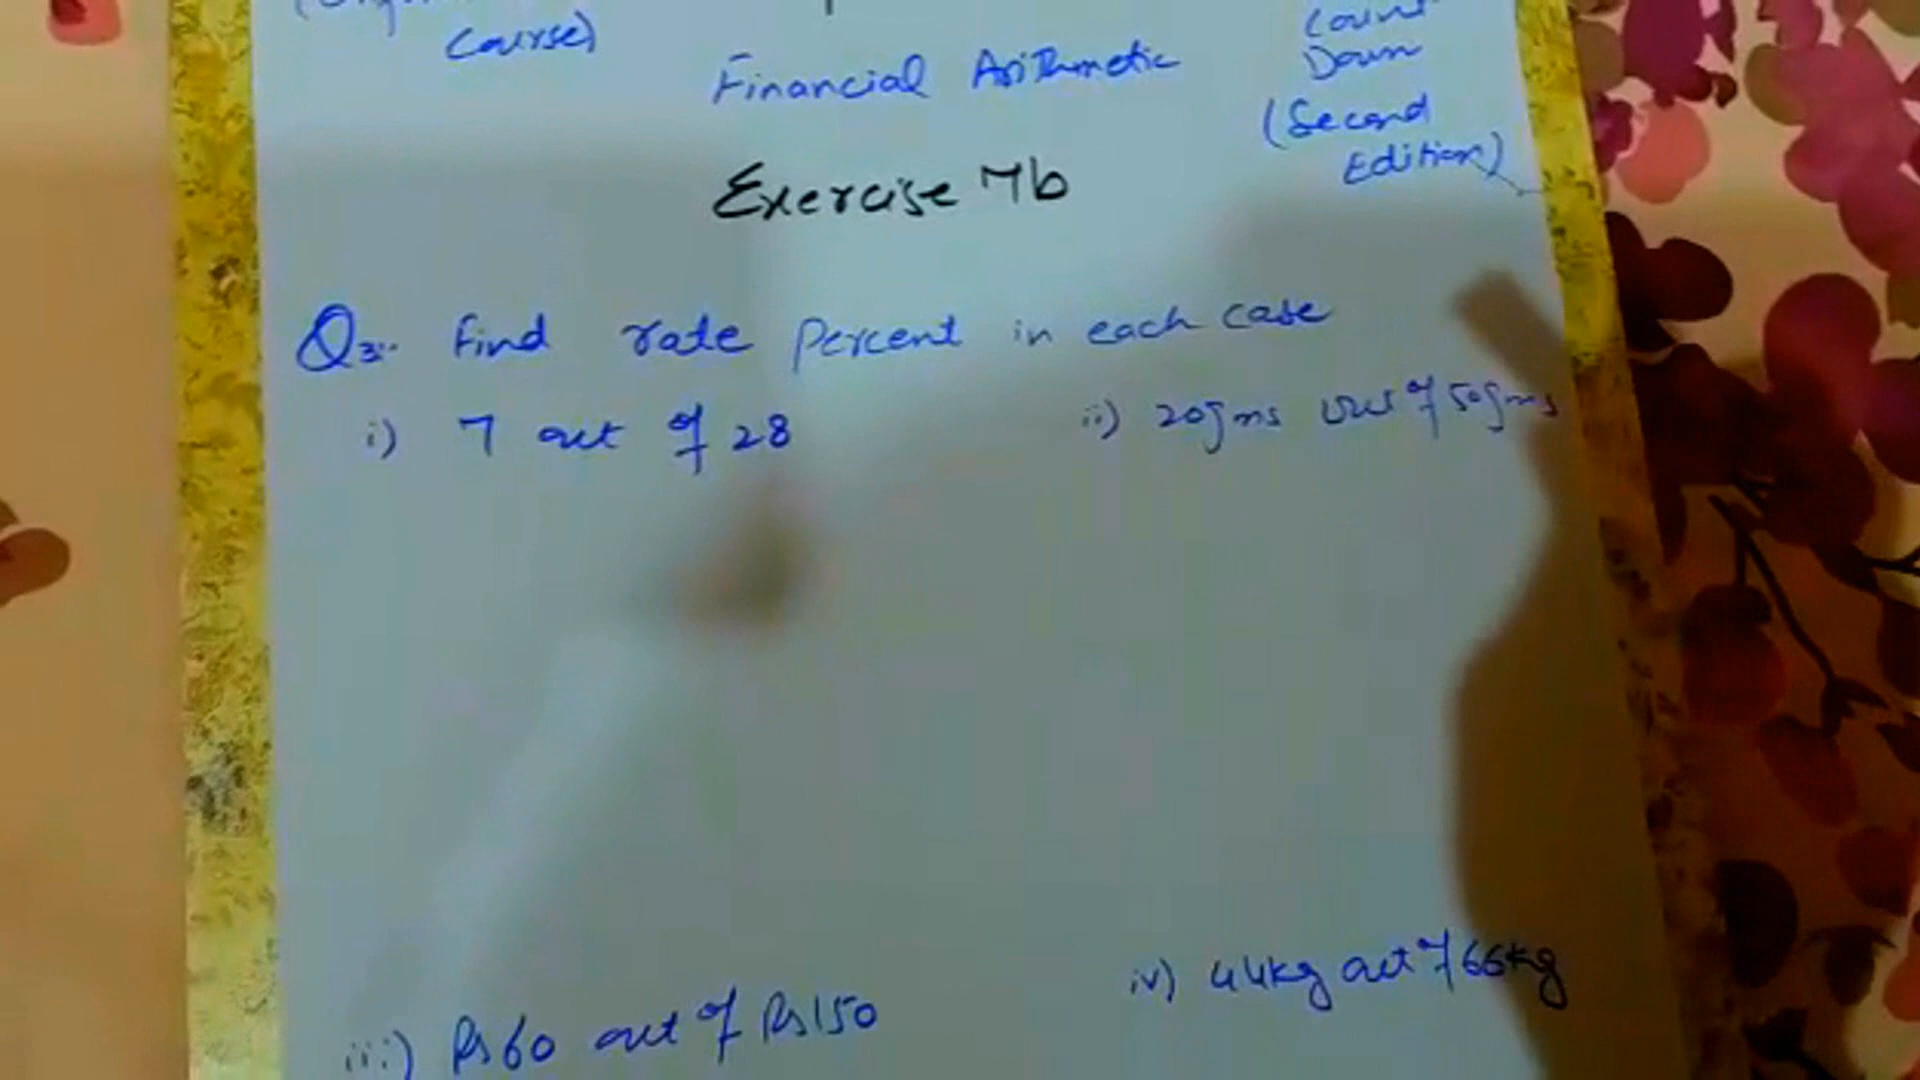 Course)
Count
Down
(Second
Edition)
Financial Arithmetic
Exercise 7b
Q3:- Find rate percent in each case
i) 7 out of 28
ii) 20gms out of 50gms
iii) Rs60 out of Rs150
iv) 44kg out of 66kg